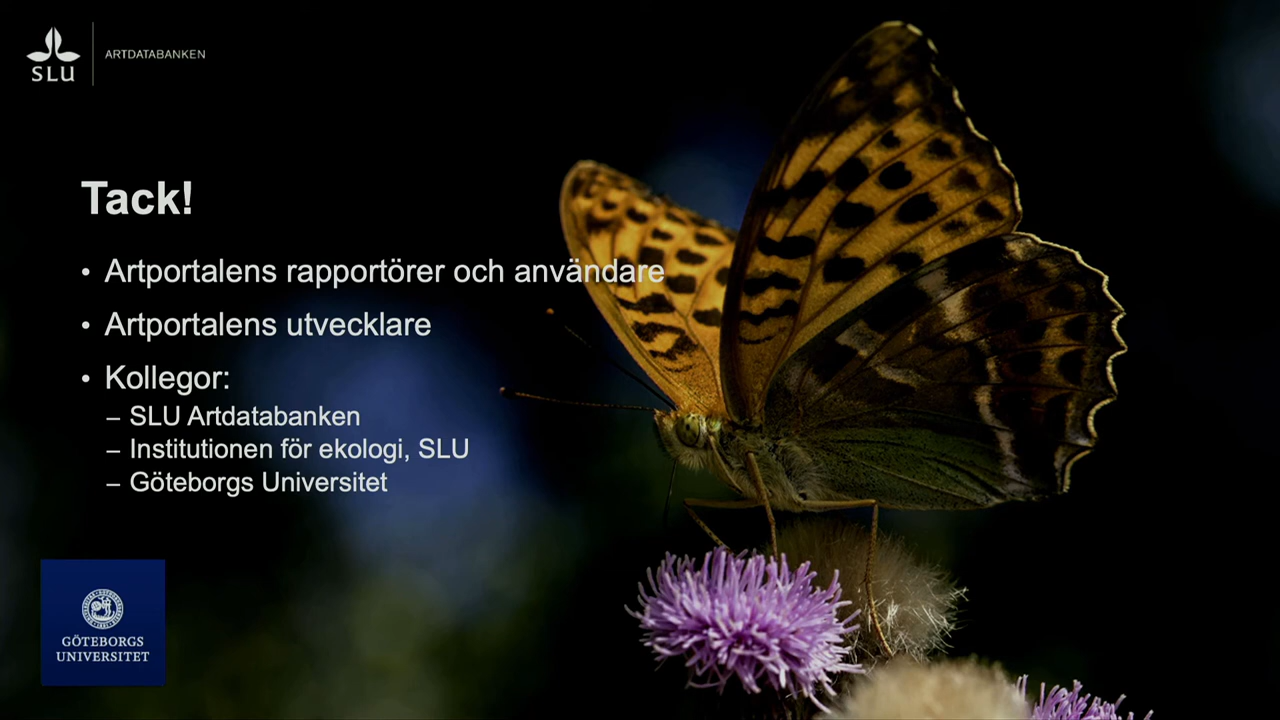 SLU
ARTDATABANKEN
Tack!
• Artportalens rapportörer och användare
• Artportalens utvecklare
• Kollegor:
– SLU Artdatabanken
– Institutionen för ekologi, SLU
– Göteborgs Universitet
GÖTEBORGS
UNIVERSITET